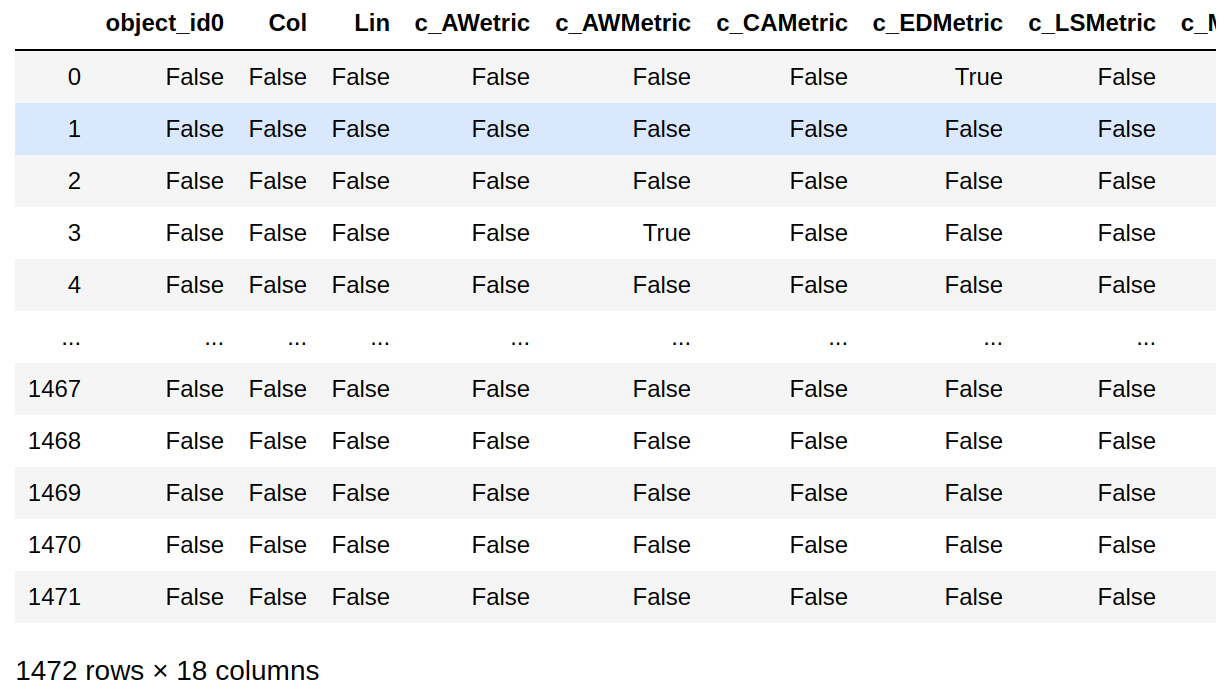 object_id0 Col Lin c_AWetric c_AWMetric c_CAMetric c_EDMetric c_LSMetric c_M
0 False False False False False False True False
1 False False False False False False False False
2 False False False False False False False False
3 False False False False True False False False
4 False False False False False False False False
... ... ... ... ... ... ... ... ...
1467 False False False False False False False False
1468 False False False False False False False False
1469 False False False False False False False False
1470 False False False False False False False False
1471 False False False False False False False False
1472 rows × 18 columns